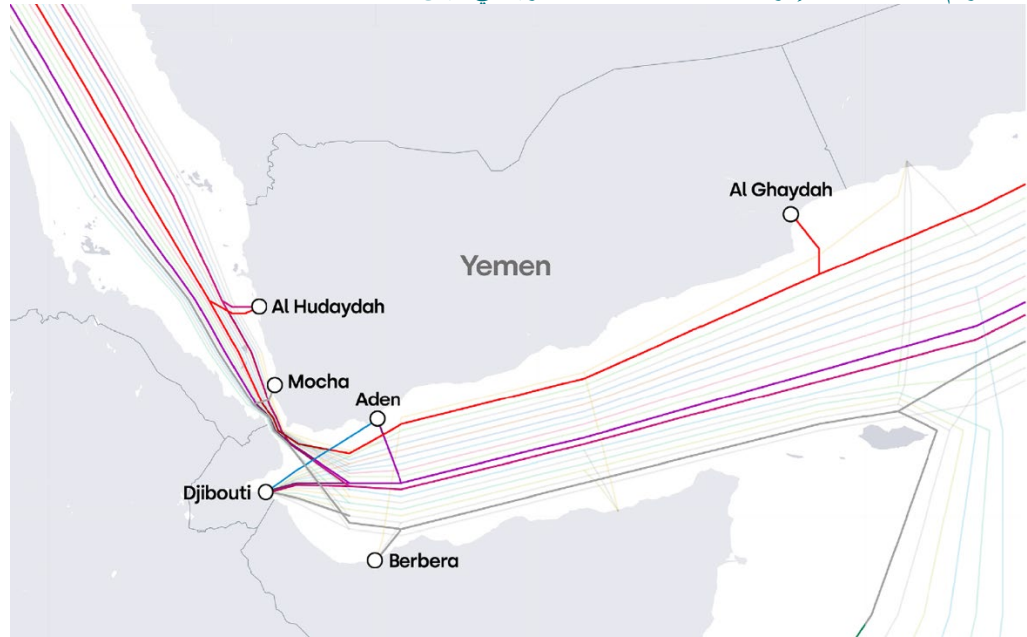 Al Ghaydah
Yemen
Al Hudaydah
Mocha
Aden
Djibouti
Berbera